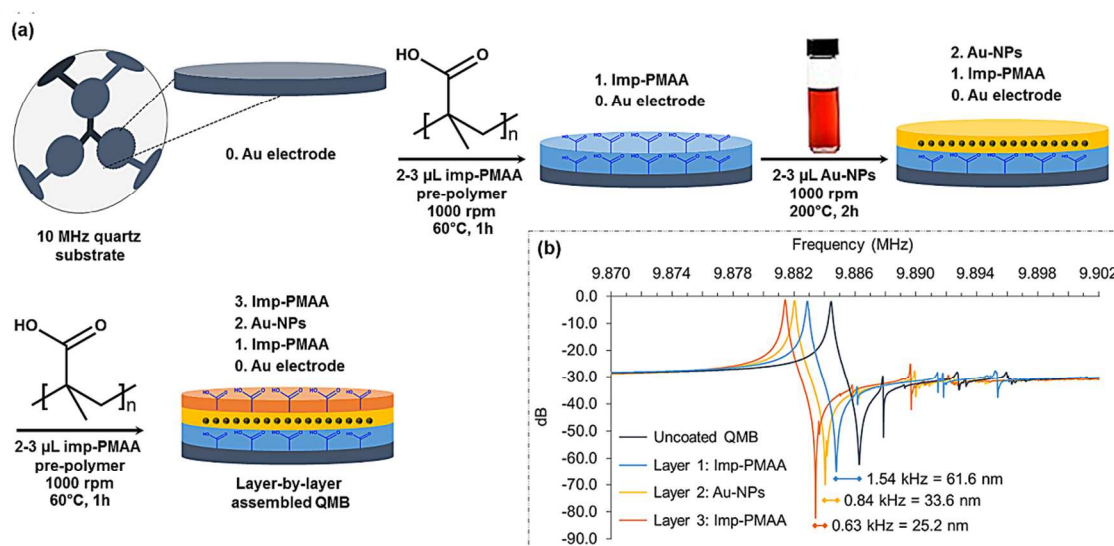 (a)
HO
O
n
0. Au electrode
10 MHz quartz
substrate
2-3 µL imp-PMAA
pre-polymer
1000 rpm
60°C, 1h
1. Imp-PMAA
0. Au electrode
2-3 µL Au-NPs
1000 rpm
200°C, 2h
2. Au-NPs
1. Imp-PMAA
0. Au electrode
HO
O
n
2-3 µL imp-PMAA
pre-polymer
1000 rpm
60°C, 1h
3. Imp-PMAA
2. Au-NPs
1. Imp-PMAA
0. Au electrode
Layer-by-layer
assembled QMB
(b)
Frequency (MHz)
9.870 9.874 9.878 9.882 9.886 9.890 9.894 9.898 9.902
0.0
-10.0
-20.0
-30.0
-40.0
-50.0
-60.0
-70.0
-80.0
-90.0
dB
Uncoated QMB
Layer 1: Imp-PMAA
Layer 2: Au-NPs
Layer 3: Imp-PMAA
1.54 kHz = 61.6 nm
0.84 kHz = 33.6 nm
0.63 kHz = 25.2 nm